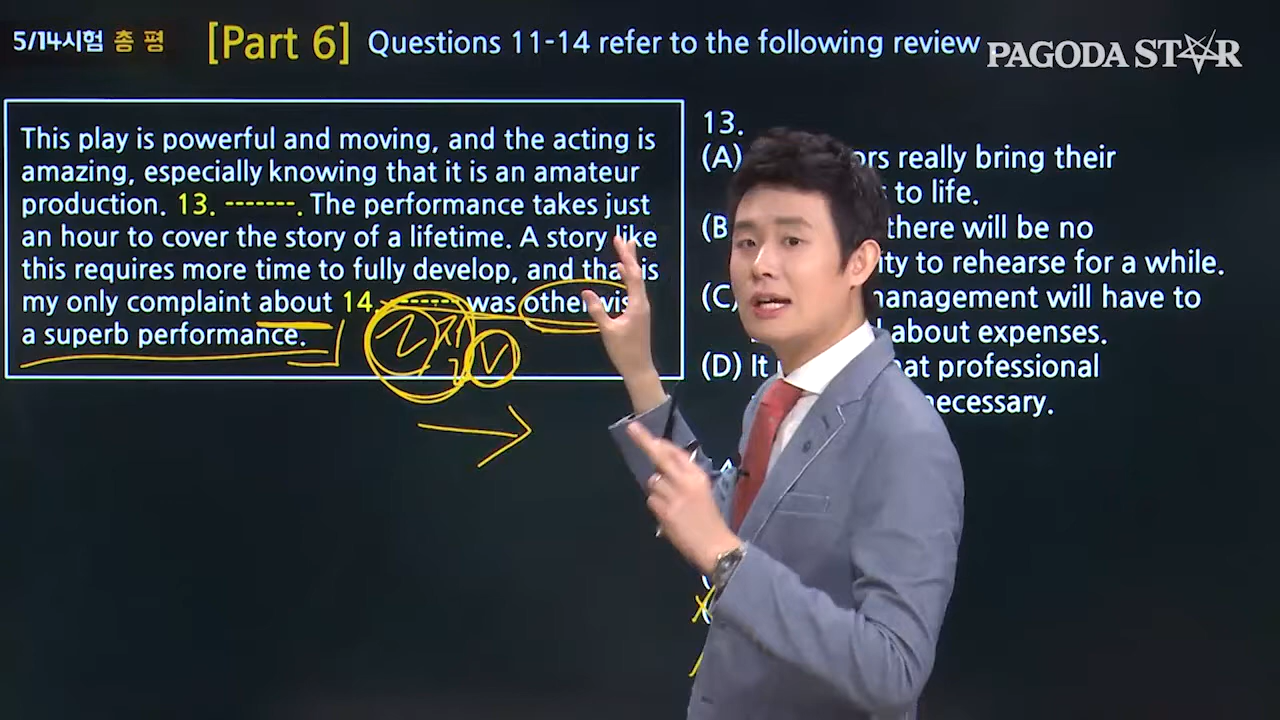 5/14시험 총 평
[Part 6] Questions 11-14 refer to the following review
PAGODA STAR
This play is powerful and moving, and the acting is
amazing, especially knowing that it is an amateur
production. 13. -------. The performance takes just
an hour to cover the story of a lifetime. A story like
this requires more time to fully develop, and that is
my only complaint about 14. ------- was otherwis
a superb performance.
13.
(A) ors really bring their
s to life.
(B there will be no
ity to rehearse for a while.
(C management will have to
about expenses.
(D) It at professional
ecessary.